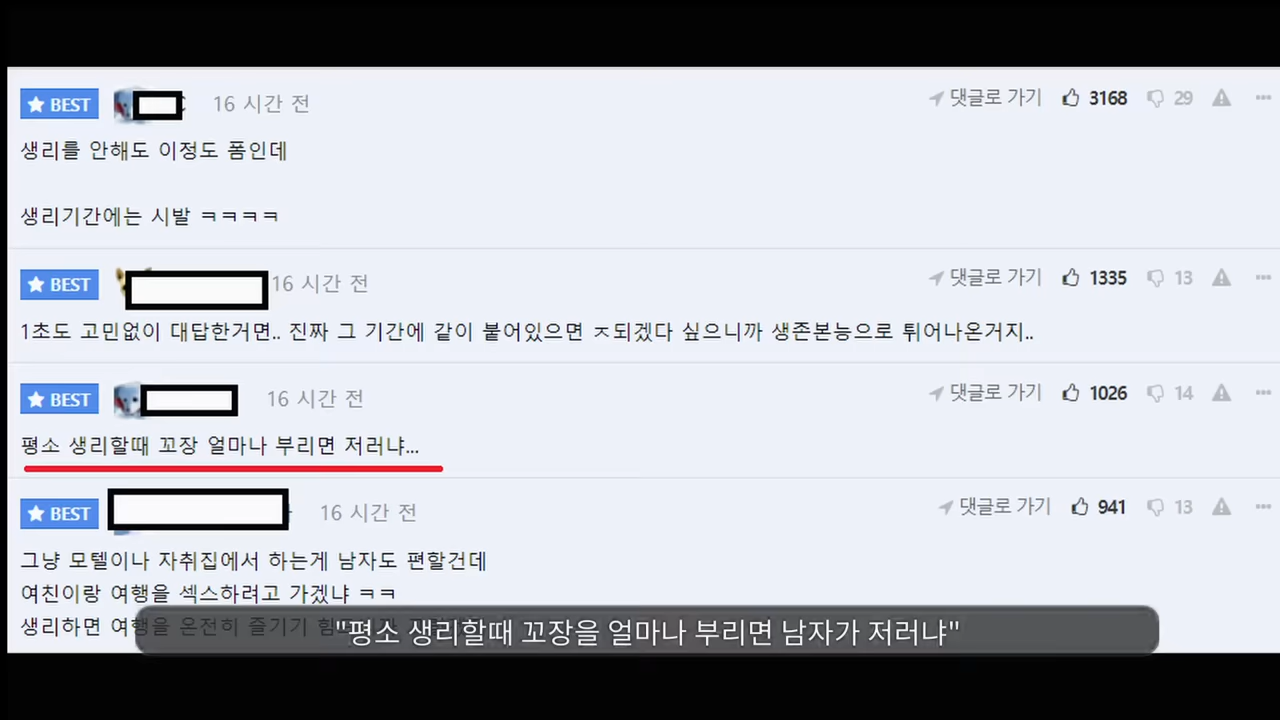 BEST 16 시간 전 댓글로 가기 3168 29
생리를 안해도 이정도 폼인데
생리기간에는 시발 ㅋㅋㅋㅋ
BEST 16 시간 전 댓글로 가기 1335 13
1초도 고민없이 대답한거면.. 진짜 그 기간에 같이 붙어있으면 ㅈ되겠다 싶으니까 생존본능으로 튀어나온거지..
BEST 16 시간 전 댓글로 가기 1026 14
평소 생리할때 꼬장 얼마나 부리면 저러냐...
BEST 16 시간 전 댓글로 가기 941 13
그냥 모텔이나 자취집에서 하는게 남자도 편할건데
여친이랑 여행을 섹스하려고 가겠냐 ㅋㅋ
생리하면 여행을 온전히 즐기기
"평소 생리할때 꼬장을 얼마나 부리면 남자가 저러냐"